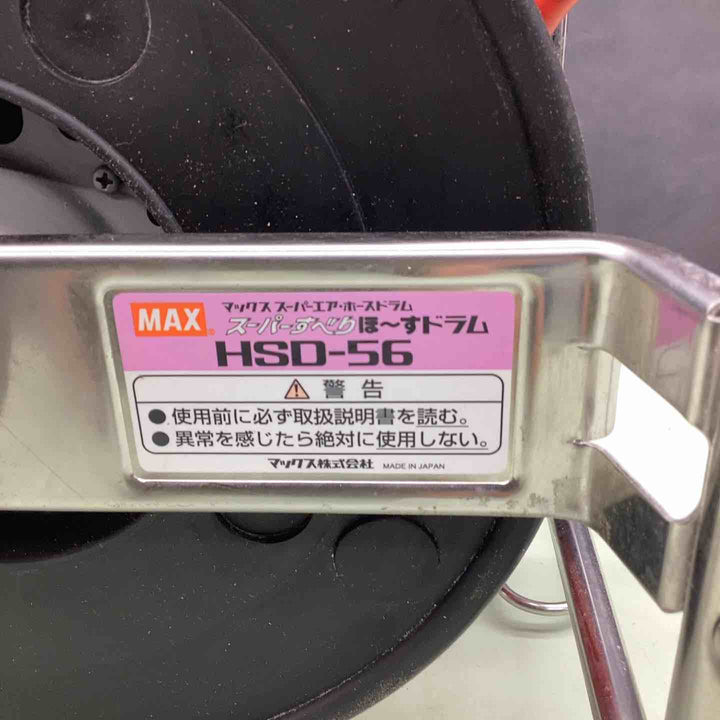 MAX
マックス スーパーエア・ホースドラム
スーパーすべり ほ〜すドラム
HSD-56
警告
●使用前に必ず取扱説明書を読む。
●異常を感じたら絶対に使用しない。
マックス株式会社 MADE IN JAPAN